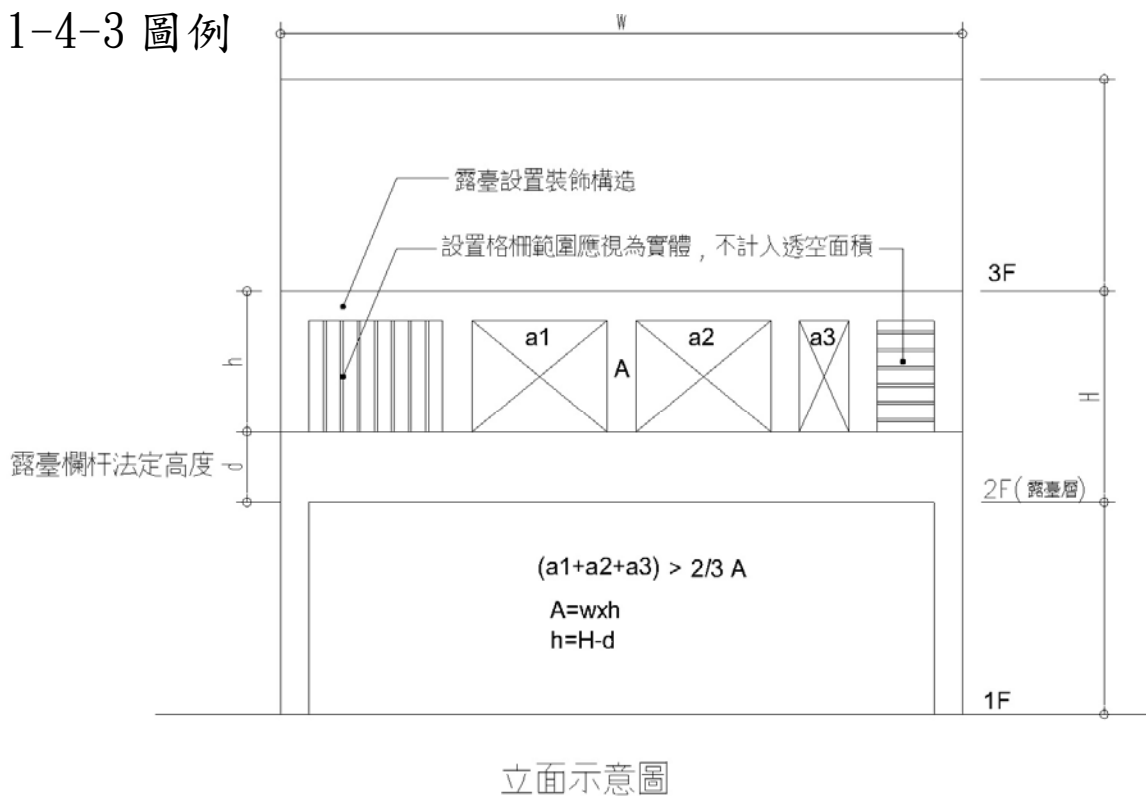 1-4-3 圖例
W
露臺設置裝飾構造
設置格柵範圍應視為實體，不計入透空面積
3F
a1
a2
a3
A
h
H
露臺欄杆法定高度
d
2F(露臺層)
(a1+a2+a3) > 2/3 A
A=wxh
h=H-d
1F
立面示意圖